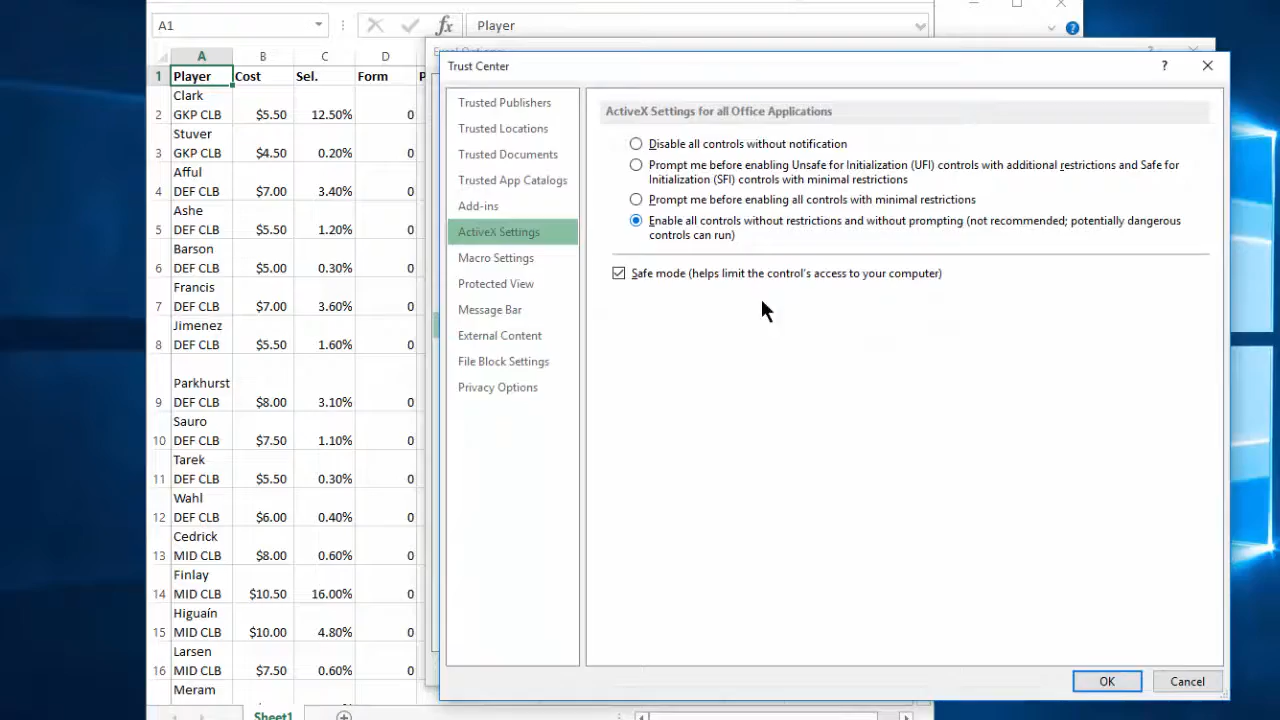 A1
fx
Player
Trust Center
?
A B C D
1 Player Cost Sel. Form P
Clark
2 GKP CLB $5.50 12.50% 0
Stuver
3 GKP CLB $4.50 0.20% 0
Afful
4 DEF CLB $7.00 3.40% 0
Ashe
5 DEF CLB $5.50 1.20% 0
Barson
6 DEF CLB $5.00 0.30% 0
Francis
7 DEF CLB $7.00 3.60% 0
Jimenez
8 DEF CLB $5.50 1.60% 0
Parkhurst
9 DEF CLB $8.00 3.10% 0
Sauro
10 DEF CLB $7.50 1.10% 0
Tarek
11 DEF CLB $5.50 0.30% 0
Wahl
12 DEF CLB $6.00 0.40% 0
Cedrick
13 MID CLB $8.00 0.60% 0
Finlay
14 MID CLB $10.50 16.00% 0
Higuaín
15 MID CLB $10.00 4.80% 0
Larsen
16 MID CLB $7.50 0.60% 0
Meram
Sheet1
Trusted Publishers
Trusted Locations
Trusted Documents
Trusted App Catalogs
Add-ins
ActiveX Settings
Macro Settings
Protected View
Message Bar
External Content
File Block Settings
Privacy Options
ActiveX Settings for all Office Applications
Disable all controls without notification
Prompt me before enabling Unsafe for Initialization (UFI) controls with additional restrictions and Safe for
Initialization (SFI) controls with minimal restrictions
Prompt me before enabling all controls with minimal restrictions
Enable all controls without restrictions and without prompting (not recommended; potentially dangerous
controls can run)
Safe mode (helps limit the control's access to your computer)
OK
Cancel